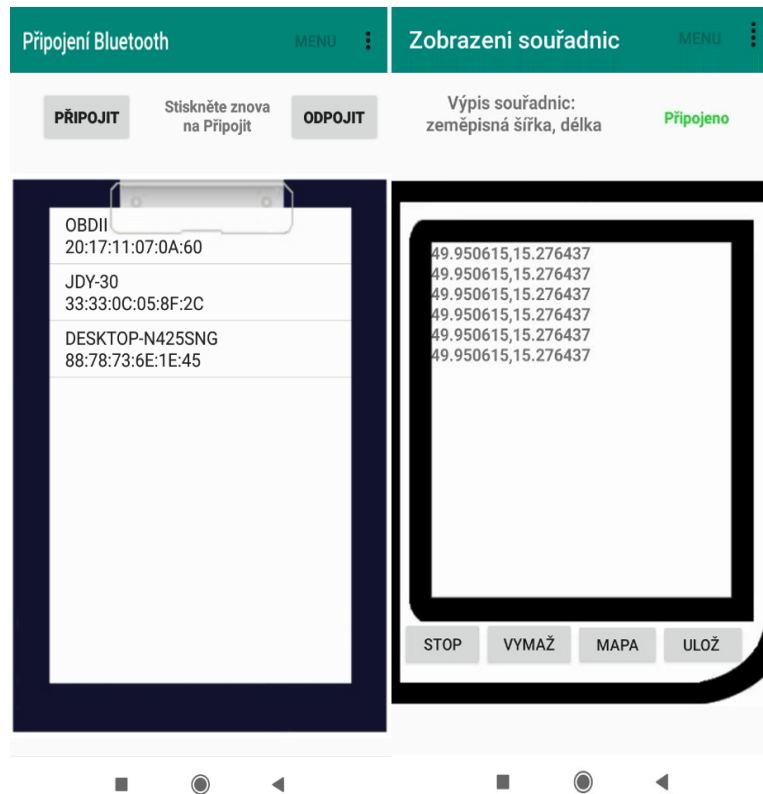 Připojení Bluetooth
MENU
PŘIPOJIT
Stiskněte znova
na Připojit
ODPOJIT
OBDII
20:17:11:07:0A:60
JDY-30
33:33:0C:05:8F:2C
DESKTOP-N425SNG
88:78:73:6E:1E:45
Zobrazeni souřadnic
MENU
Výpis souřadnic:
zeměpisná šířka, délka
Připojeno
49.950615,15.276437
49.950615,15.276437
49.950615,15.276437
49.950615,15.276437
49.950615,15.276437
49.950615,15.276437
STOP
VYMAŽ
MAPA
ULOŽ